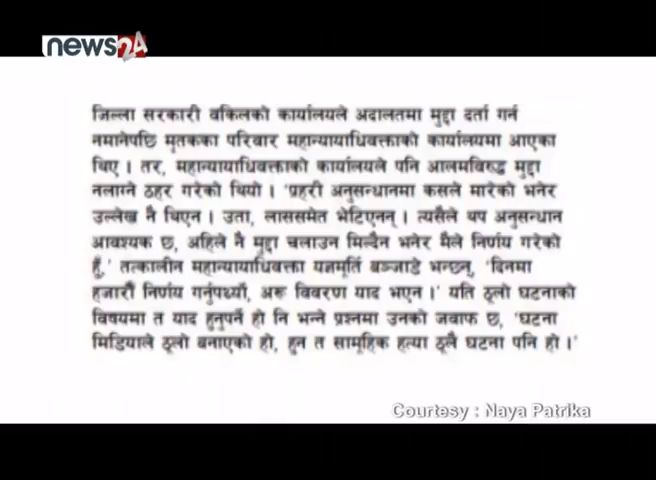 news24
जिल्ला सरकारी वकिलको कार्यालयले अदालतमा मुद्दा दर्ता गर्न
नमानेपछि मृतकका परिवार महान्यायाधिवक्ताको कार्यालयमा आएका
थिए । तर, महान्यायाधिवक्ताको कार्यालयले पनि आलमविरुद्ध मुद्दा
नलाग्ने ठहर गरेको थियो । 'प्रहरी अनुसन्धानमा कसले मारेको भनेर
उल्लेख नै थिएन । उता, लाससमेत भेटिएनन् । त्यसैले थप अनुसन्धान
आवश्यक छ, अहिले नै मुद्दा चलाउन मिल्दैन भनेर मैले निर्णय गरेको
हुँ,' तत्कालीन महान्यायाधिवक्ता यज्ञमूर्ति बञ्जाडे भन्छन्, 'दिनमा
हजारौं निर्णय गर्नुपर्थ्यो, अरू विवरण याद भएन ।' यति ठूलो घटनाको
विषयमा त याद हुनुपर्ने हो नि भन्ने प्रश्नमा उनको जवाफ छ, 'घटना
मिडियाले ठूलो बनाएको हो, हुन त सामूहिक हत्या ठूलै घटना पनि हो ।'
Courtesy : Naya Patrika